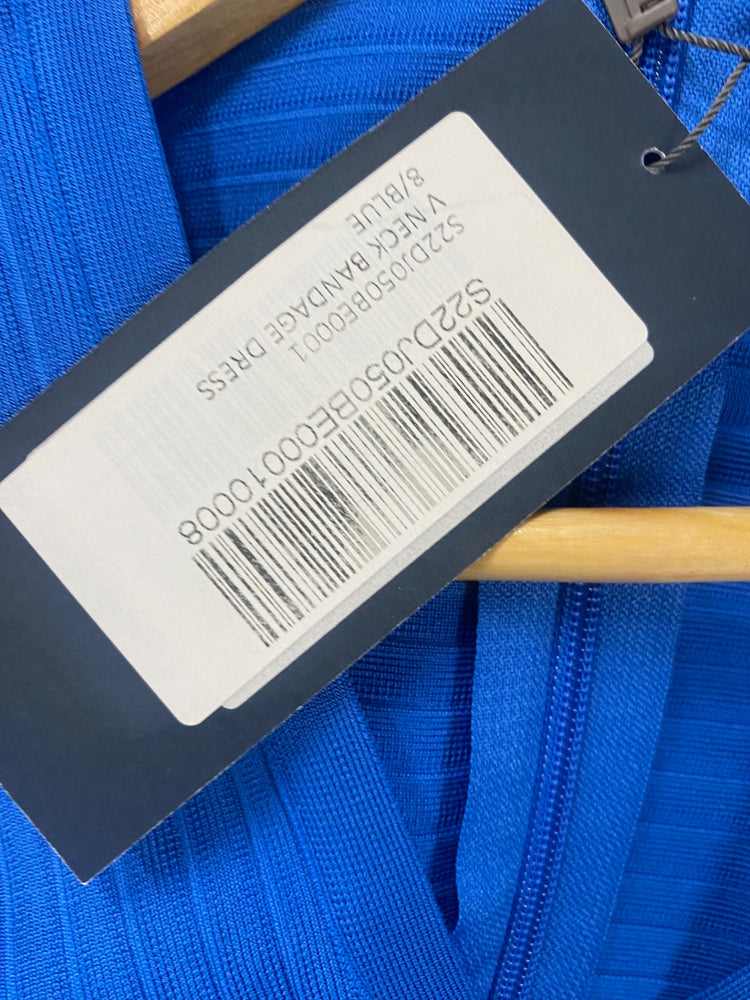 S22DJ050BE00010008
S22DJ050BE0001
V NECK BANDAGE DRESS
8/BLUE